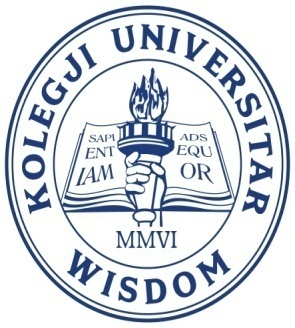 KOLEGJI UNIVERSITAR
SAPI
ENT
IAM
ADS
EQU
OR
MMVI
WISDOM